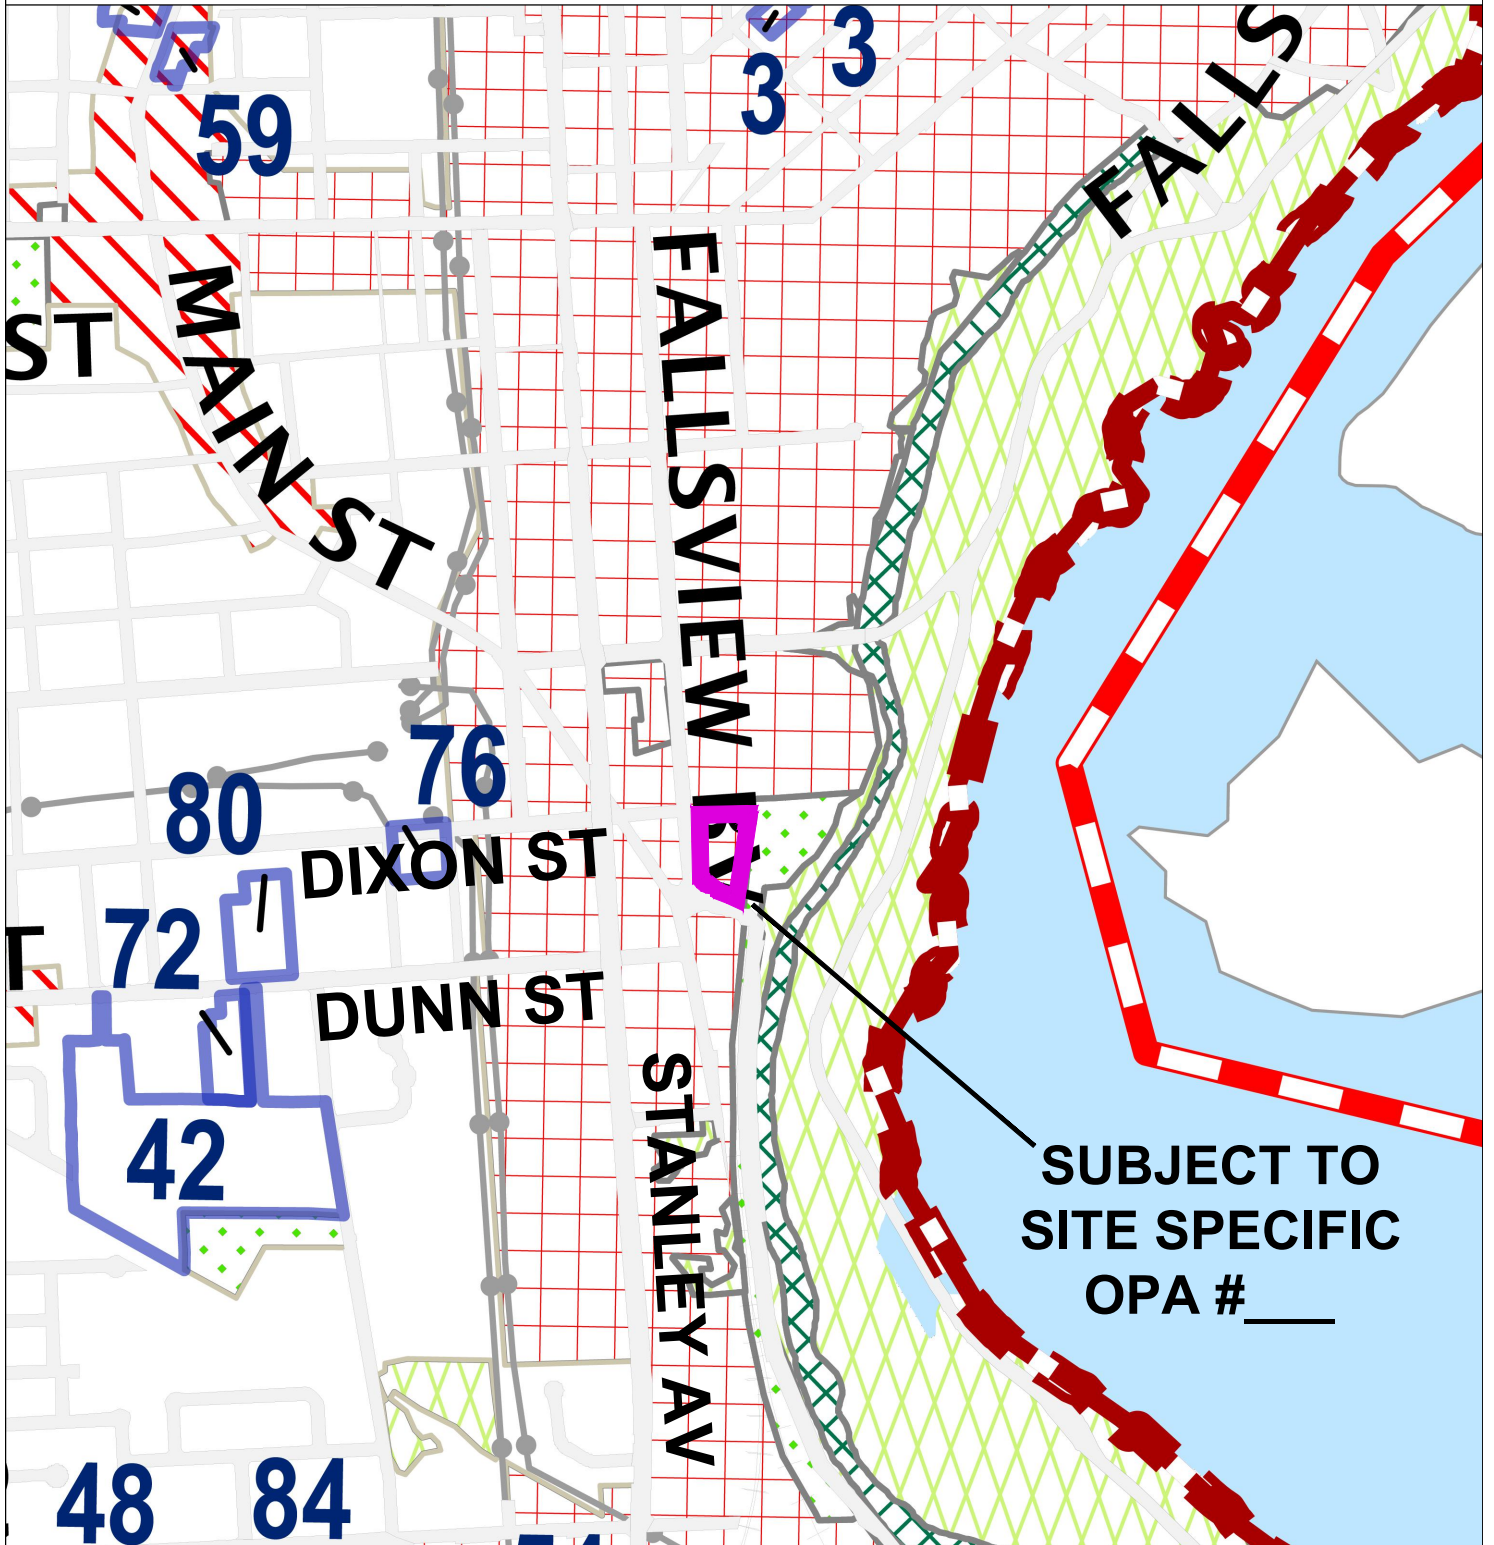 3
3
59
FALLS
MAIN ST
FALLSVIEW
ST
76
80
DIXON ST
72
T
DUNN ST
STANLEY AV
42
SUBJECT TO
SITE SPECIFIC
OPA #____
48
84